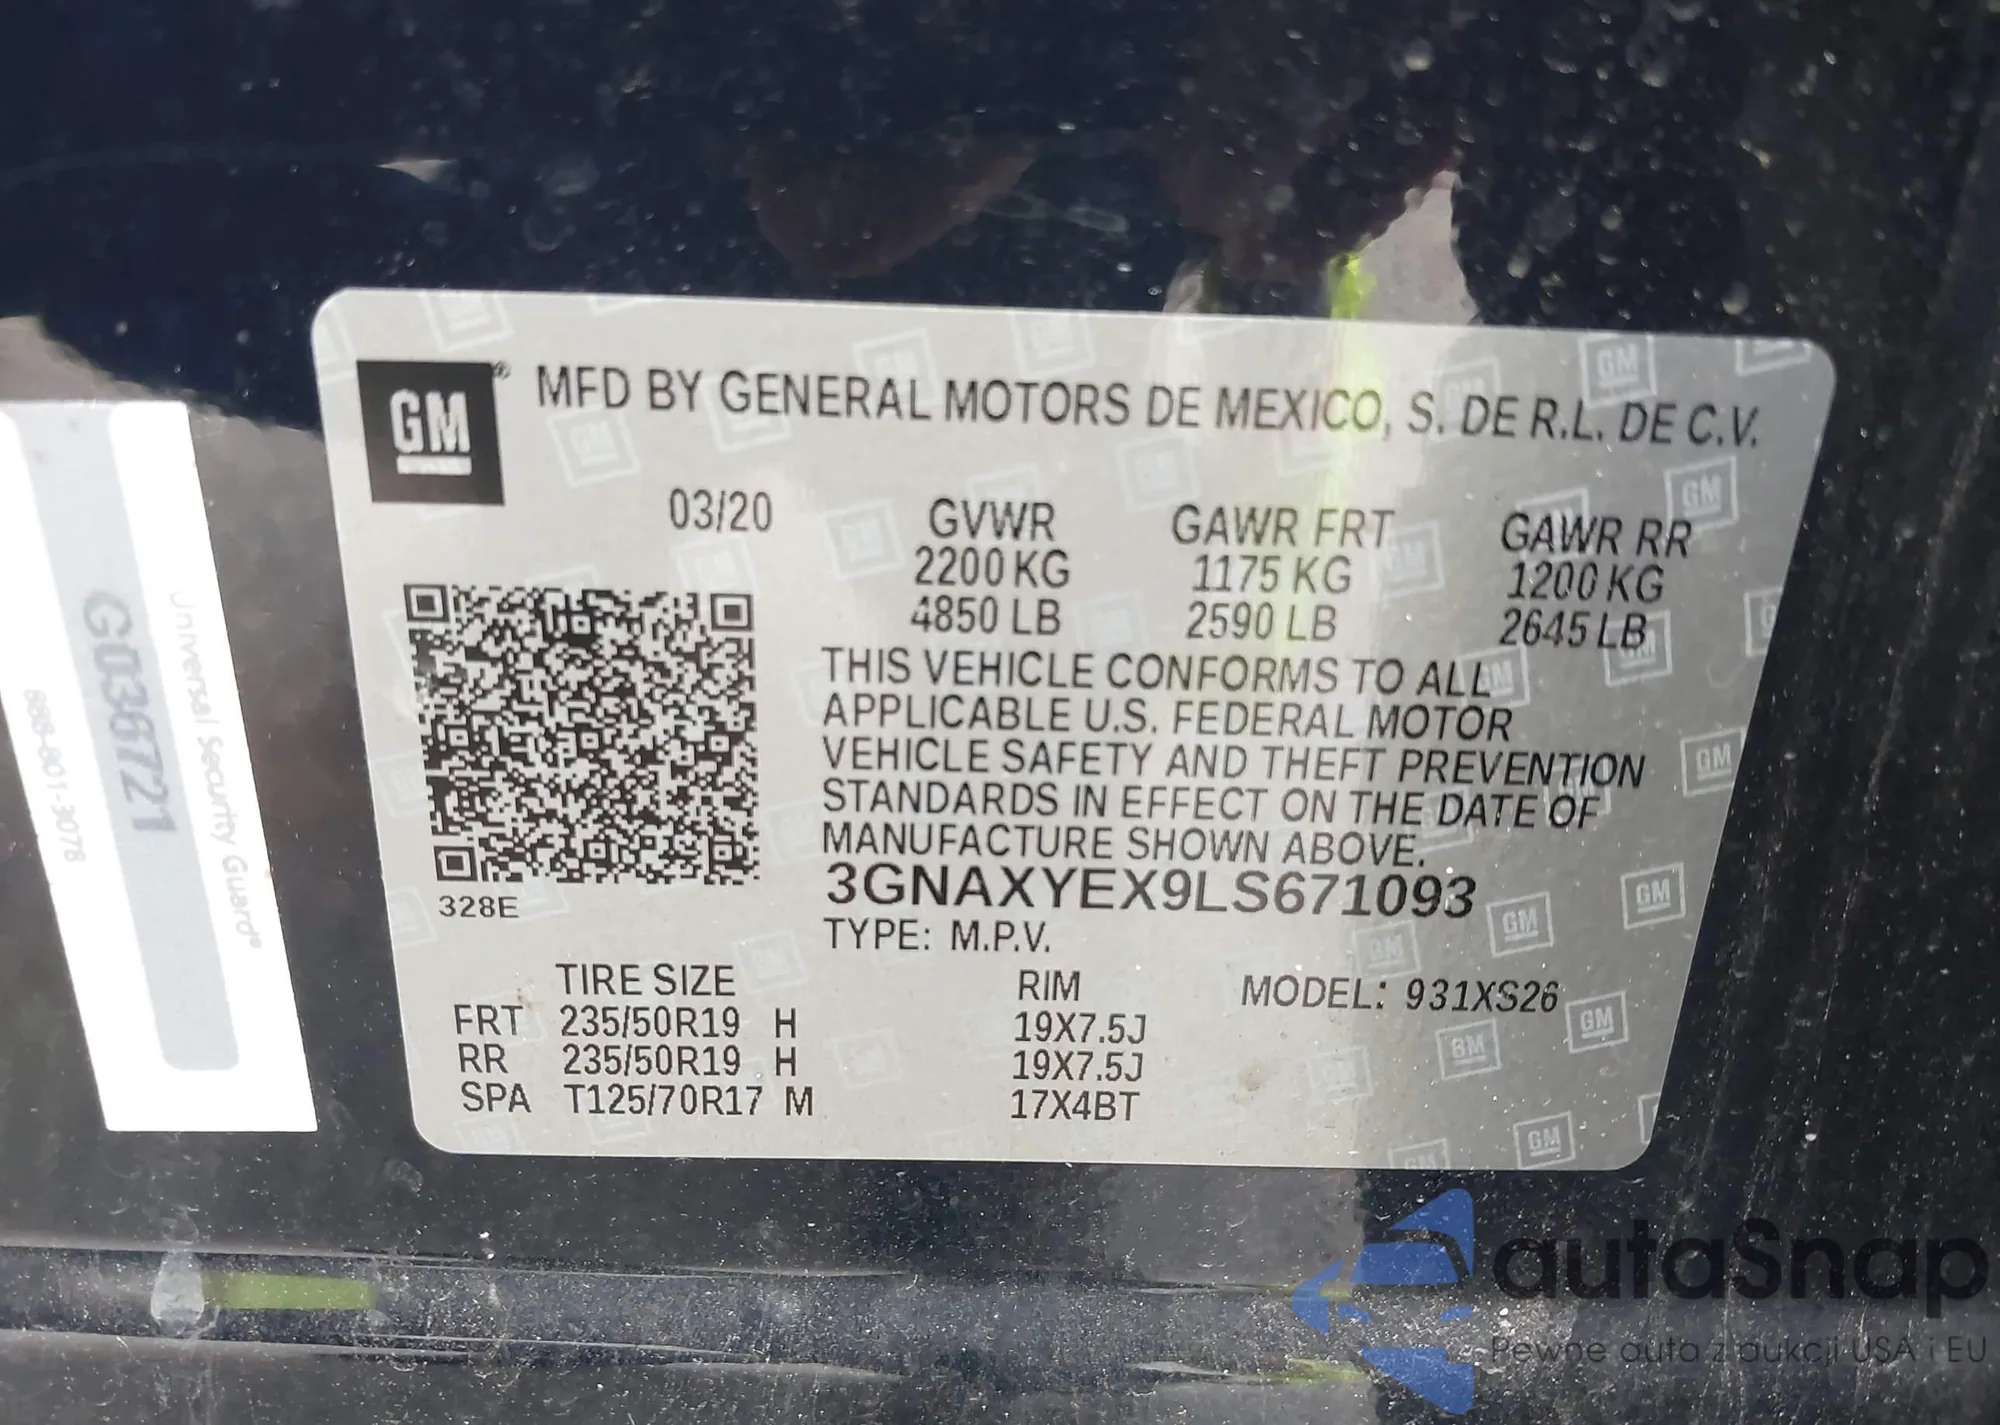 GM
MFD BY GENERAL MOTORS DE MEXICO, S. DE R.L. DE C.V.
03/20
GVWR GAWR FRT GAWR RR
2200 KG 1175 KG 1200 KG
4850 LB 2590 LB 2645 LB
THIS VEHICLE CONFORMS TO ALL
APPLICABLE U.S. FEDERAL MOTOR
VEHICLE SAFETY AND THEFT PREVENTION
STANDARDS IN EFFECT ON THE DATE OF
MANUFACTURE SHOWN ABOVE.
328E
3GNAXYEX9LS671093
TYPE: M.P.V.
TIRE SIZE RIM MODEL: 931XS26
FRT 235/50R19 H 19X7.5J
RR 235/50R19 H 19X7.5J
SPA T125/70R17 M 17X4BT
Universal Security Guard®
G036721
888-801-3078
autaSnap
Pewne auta z aukcji USA i EU